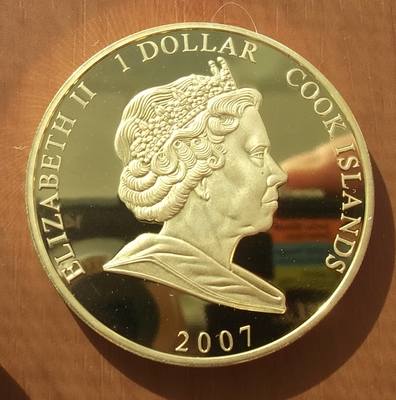 ELIZABETH II 1 DOLLAR COOK ISLANDS
2007